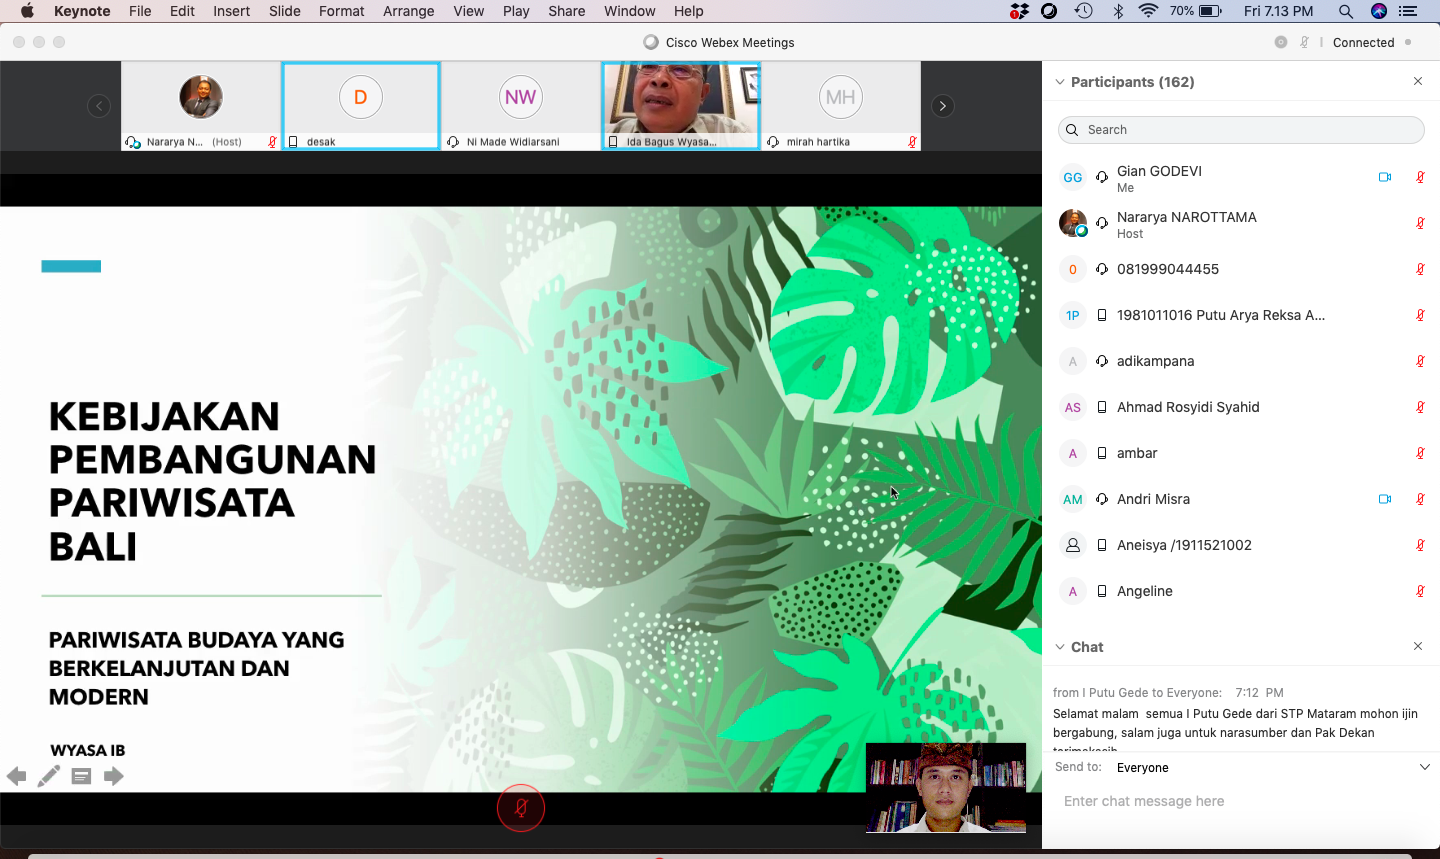 Keynote File Edit Insert Slide Format Arrange View Play Share Window Help 70% Fri 7.13 PM
Cisco Webex Meetings
Connected
D
NW
MH
Nararya N... (Host)
desak
Ni Made Widiarsani
Ida Bagus Wyasa...
mirah hartika
KEBIJAKAN
PEMBANGUNAN
PARIWISATA
BALI
PARIWISATA BUDAYA YANG
BERKELANJUTAN DAN
MODERN
WYASA IB
Participants (162)
Search
GG Gian GODEVI
Me
Nararya NAROTTAMA
Host
0 081999044455
1P 1981011016 Putu Arya Reksa A...
A adikampana
AS Ahmad Rosyidi Syahid
A ambar
AM Andri Misra
Aneisya /1911521002
A Angeline
Chat
from I Putu Gede to Everyone: 7:12 PM
Selamat malam semua I Putu Gede dari STP Mataram mohon ijin
bergabung, salam juga untuk narasumber dan Pak Dekan
Send to: Everyone
Enter chat message here